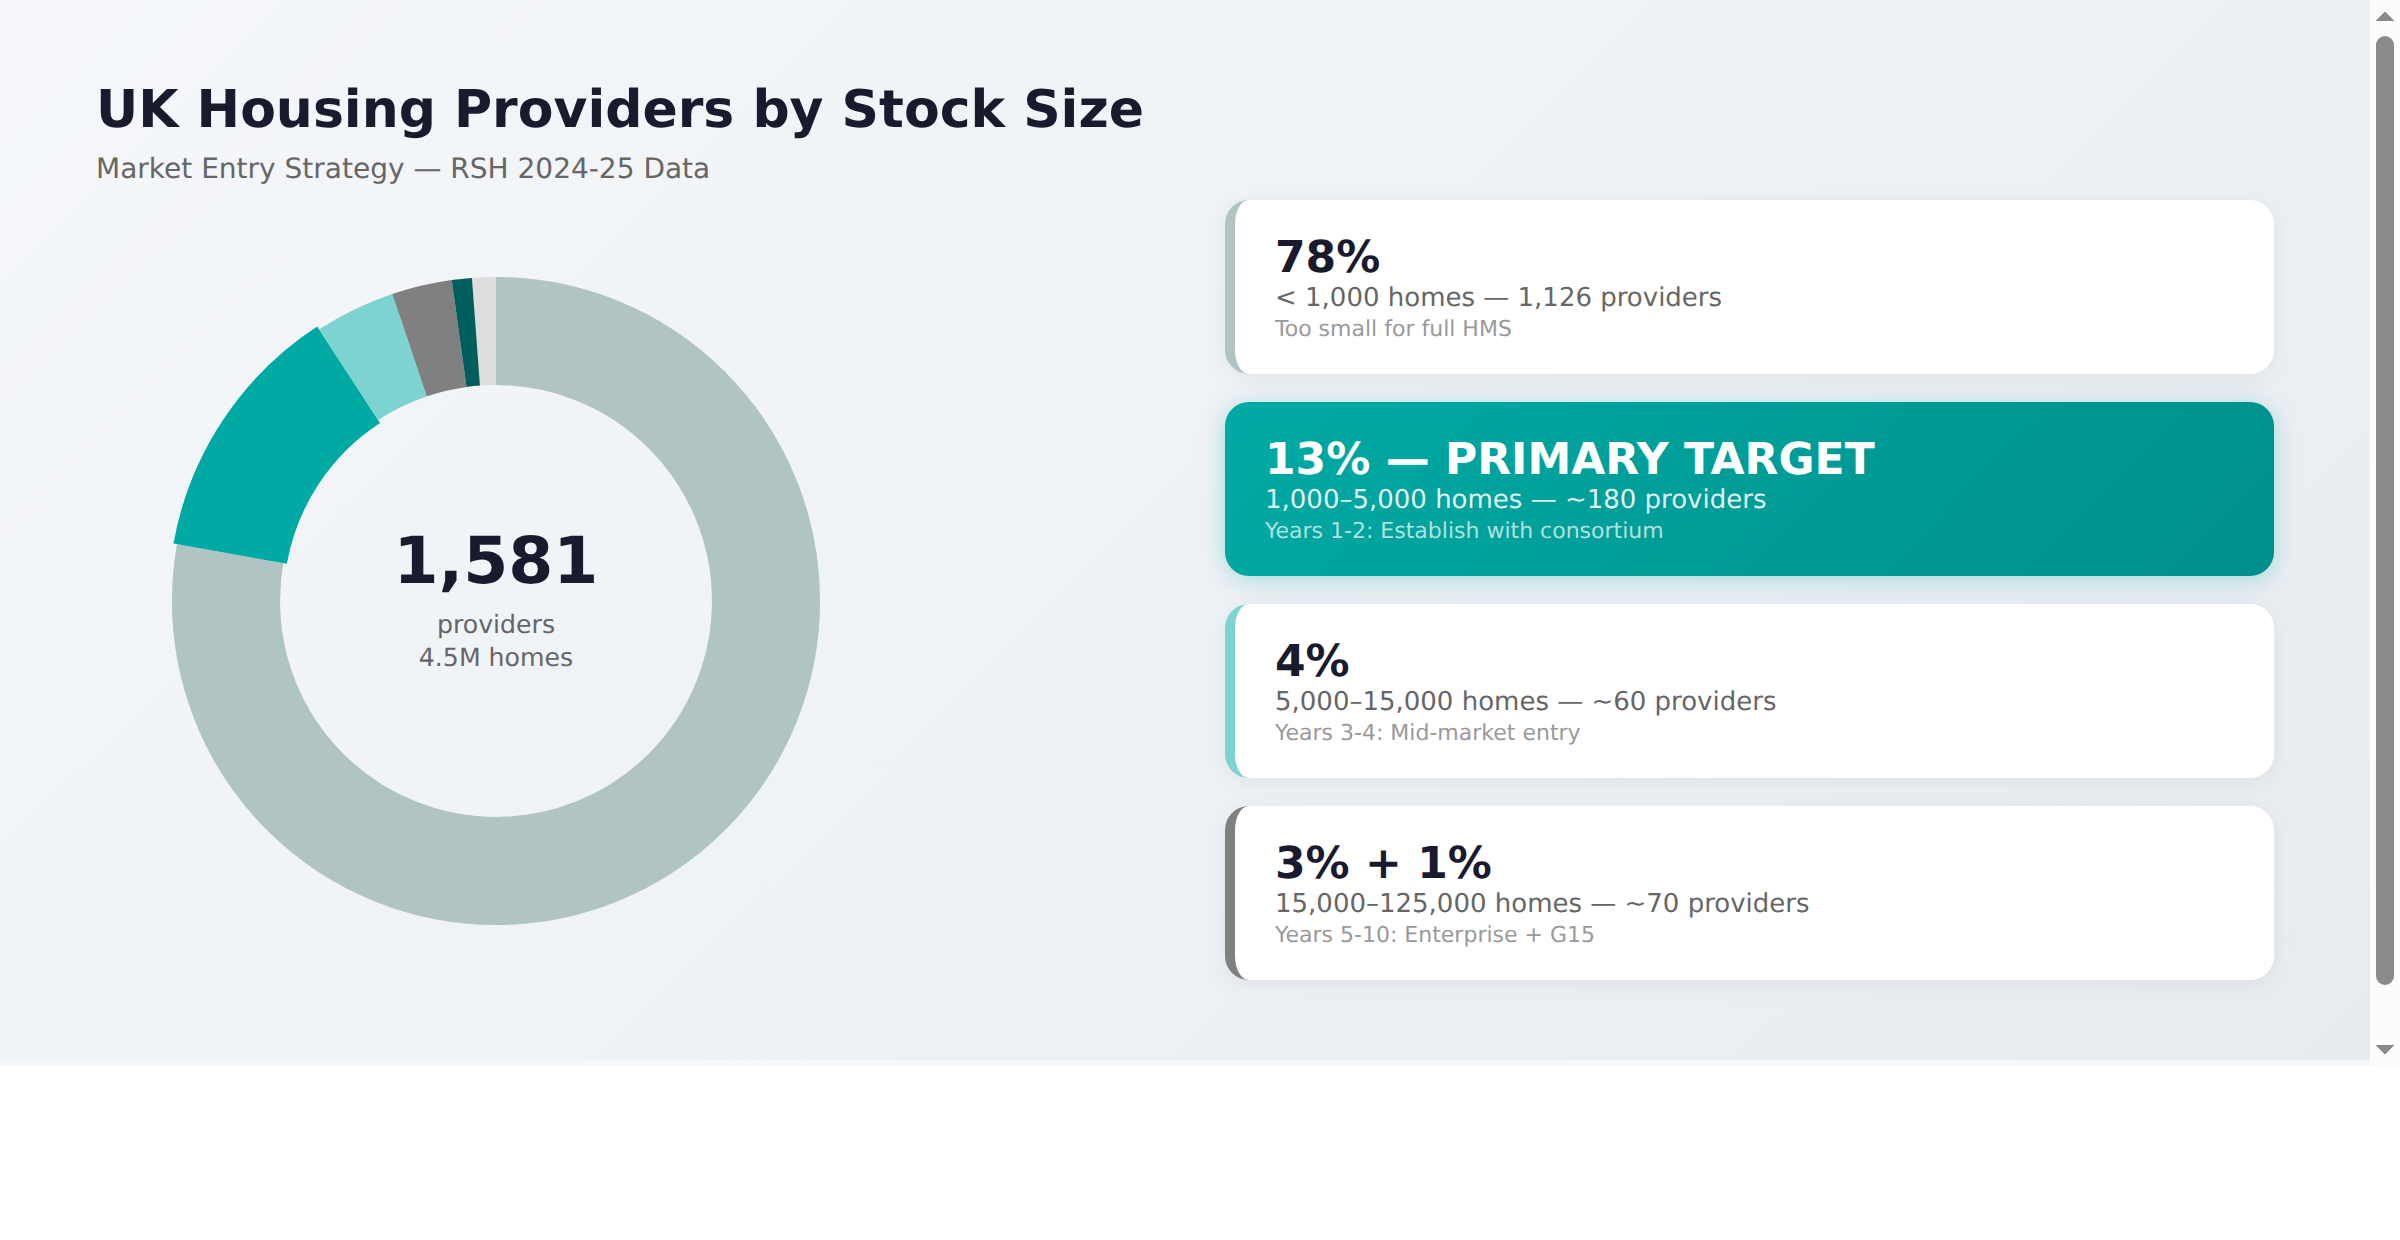 UK Housing Providers by Stock Size
Market Entry Strategy — RSH 2024-25 Data
1,581
providers
4.5M homes
78%
< 1,000 homes — 1,126 providers
Too small for full HMS
13% — PRIMARY TARGET
1,000–5,000 homes — ~180 providers
Years 1-2: Establish with consortium
4%
5,000–15,000 homes — ~60 providers
Years 3-4: Mid-market entry
3% + 1%
15,000–125,000 homes — ~70 providers
Years 5-10: Enterprise + G15